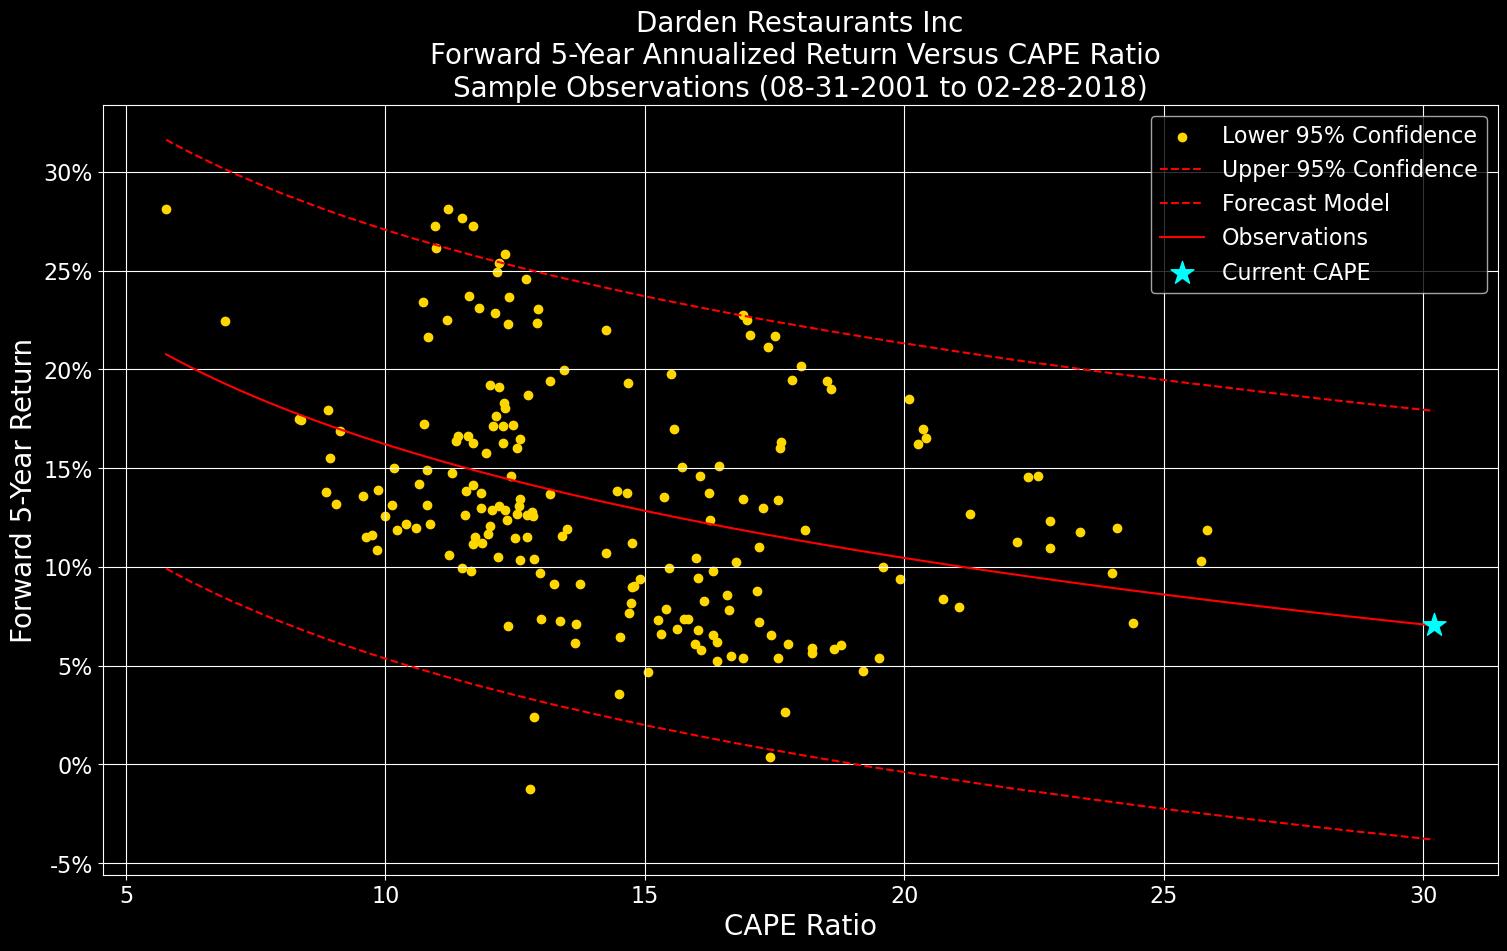 Darden Restaurants Inc
Forward 5-Year Annualized Return Versus CAPE Ratio
Sample Observations (08-31-2001 to 02-28-2018)
Lower 95% Confidence
Upper 95% Confidence
Forecast Model
Observations
Current CAPE
Forward 5-Year Return
30%
25%
20%
15%
10%
5%
0%
-5%
5 10 15 20 25 30
CAPE Ratio